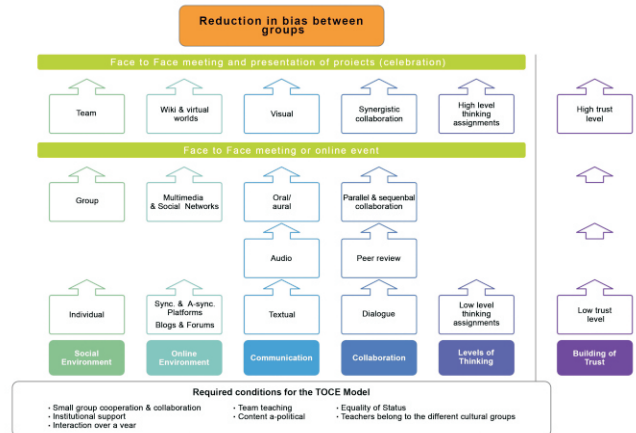 Reduction in bias between
groups
Face to Face meeting and presentation of projects (celebration)
Team
Wiki & virtual
worlds
Visual
Synergistic
collaboration
High level
thinking
assignments
High trust
level
Face to Face meeting or online event
Group
Multimedia
& Social Networks
Oral/
aural
Parallel & sequenbal
collaboration
Audio
Peer review
Individual
Sync. & A-sync.
Platforms
Blogs & Forums
Textual
Dialogue
Low level
thinking
assignments
Low trust
level
Social
Environment
Online
Environment
Communication
Collaboration
Levels of
Thinking
Building of
Trust
Required conditions for the TOCE Model
· Small group cooperation & collaboration
· Institutional support
· Interaction over a year
· Team teaching
· Content a-political
· Equality of Status
· Teachers belong to the different cultural groups